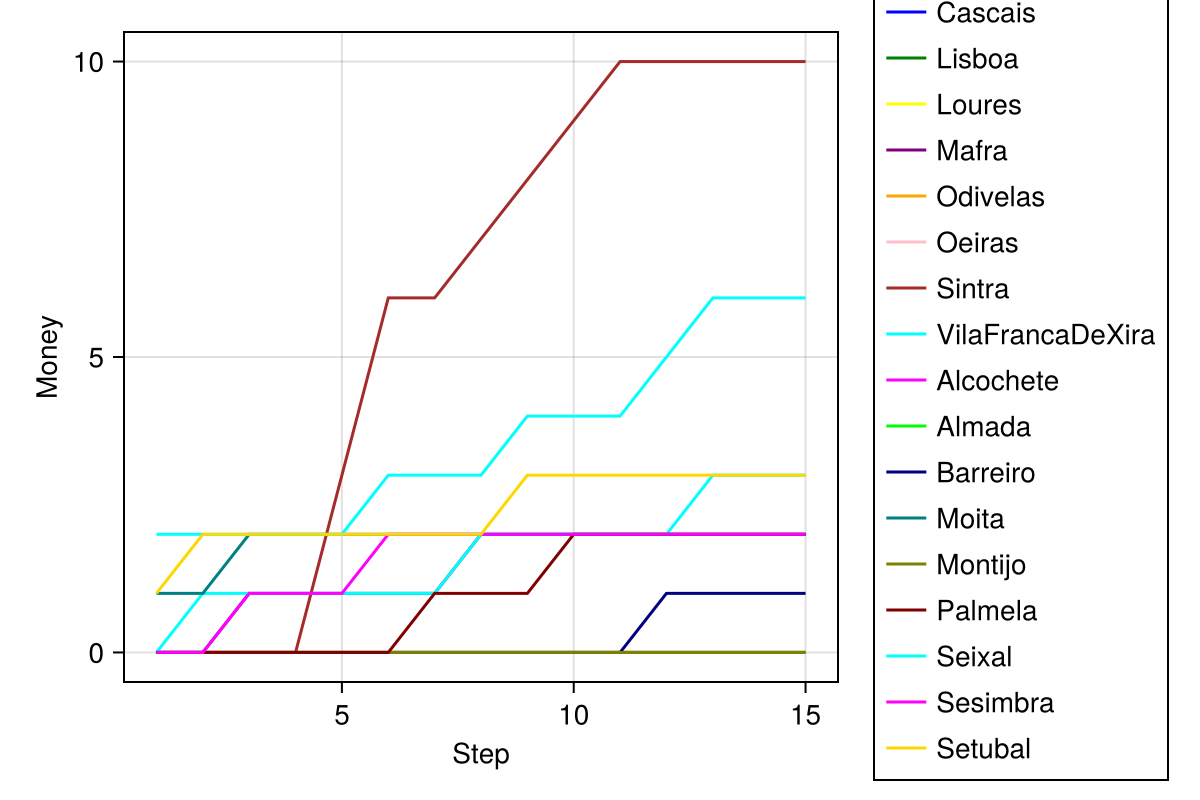 Money
10
5
0
5
10
15
Step
Cascais
Lisboa
Loures
Mafra
Odivelas
Oeiras
Sintra
VilaFrancaDeXira
Alcochete
Almada
Barreiro
Moita
Montijo
Palmela
Seixal
Sesimbra
Setubal